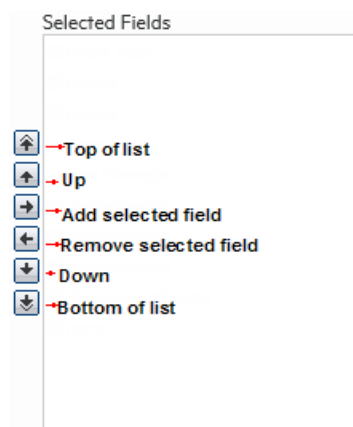 Selected Fields
Top of list
Up
Add selected field
Remove selected field
Down
Bottom of list